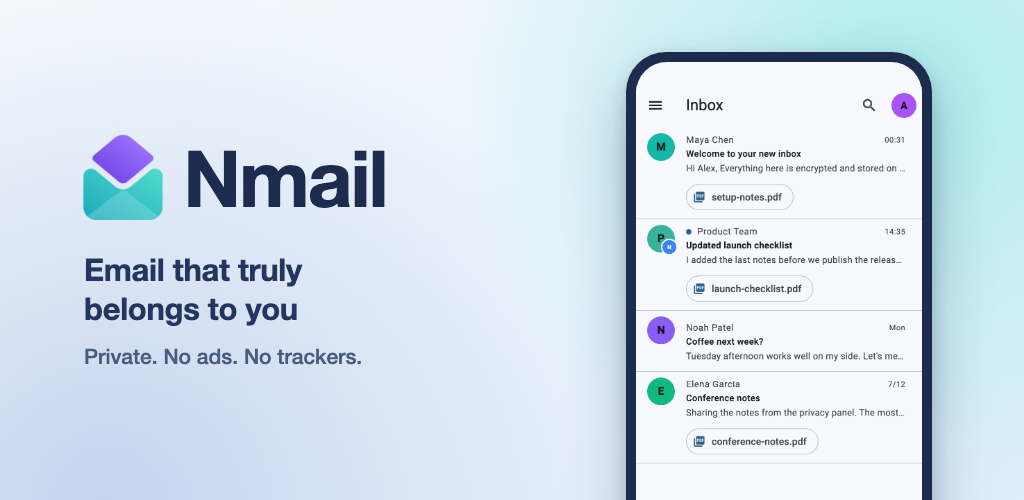 Nmail
Email that truly
belongs to you
Private. No ads. No trackers.
Inbox
A
M
Maya Chen
00:31
Welcome to your new inbox
Hi Alex, Everything here is encrypted and stored on ...
PDF
setup-notes.pdf
P
N
Product Team
14:35
Updated launch checklist
I added the last notes before we publish the releas...
PDF
launch-checklist.pdf
N
Noah Patel
Mon
Coffee next week?
Tuesday afternoon works well on my side. Let's me...
E
Elena Garcia
7/12
Conference notes
Sharing the notes from the privacy panel. The most...
PDF
conference-notes.pdf